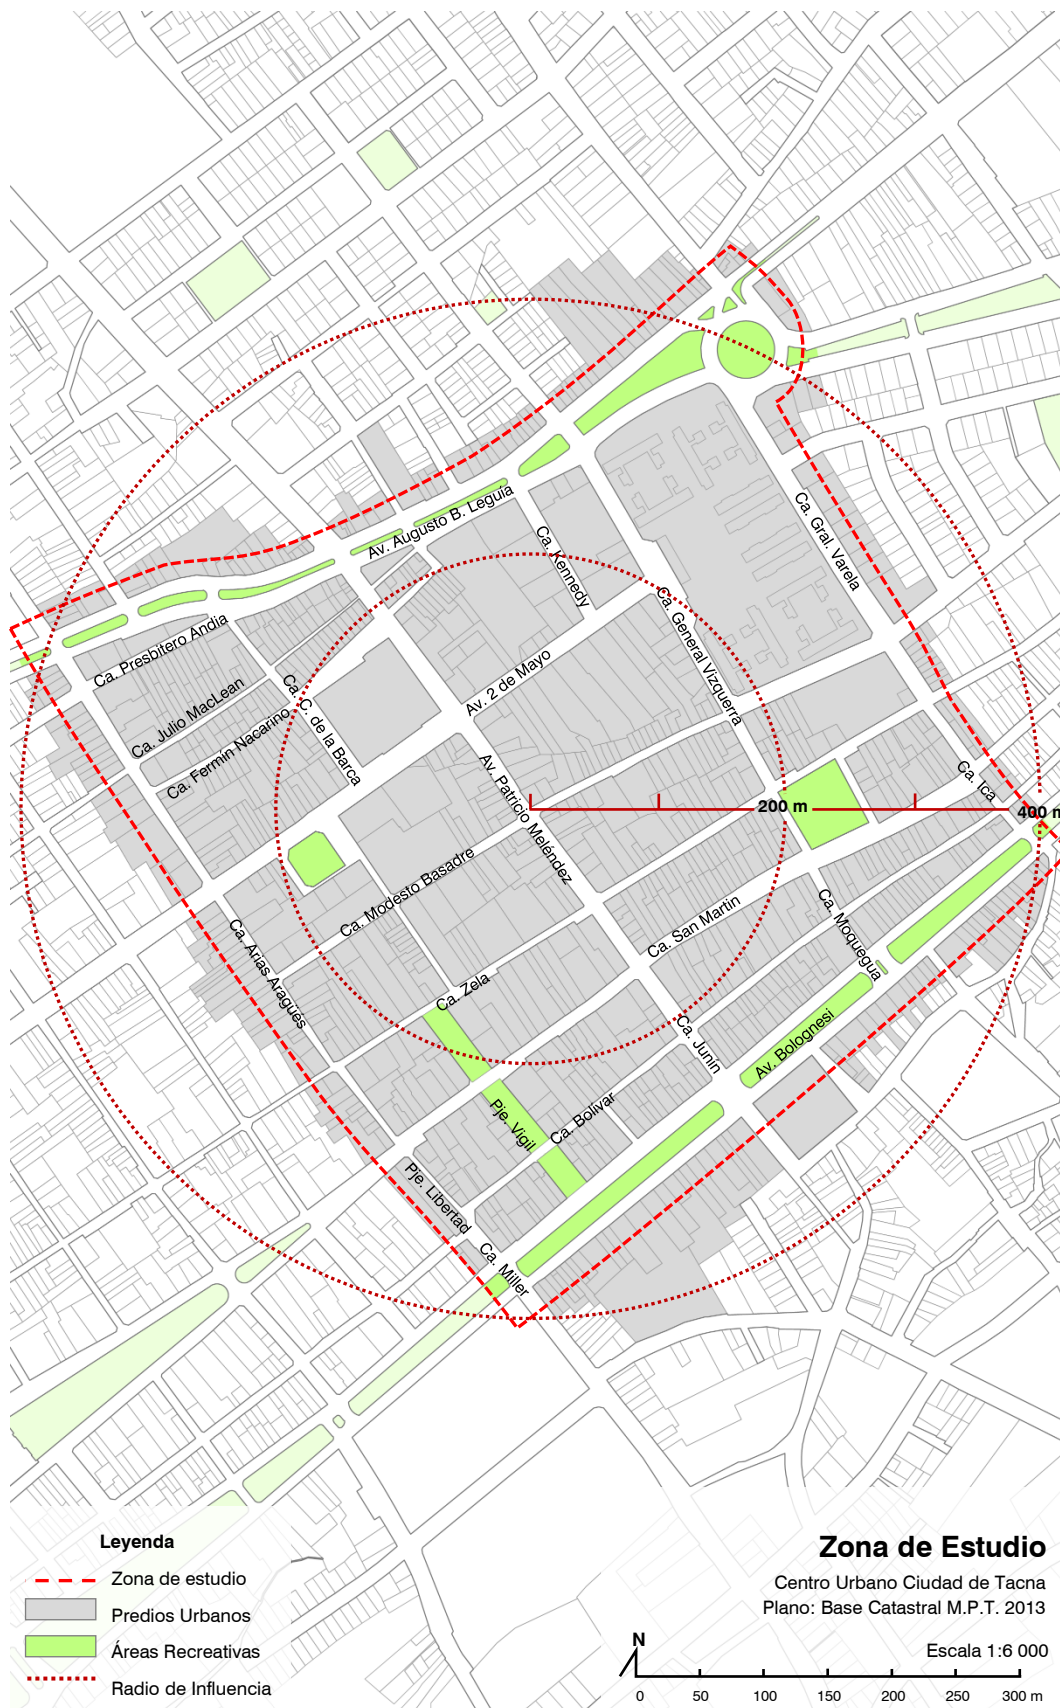 Av. Augusto B. Leguía
Ca. Kennedy
Ca. Gral. Varela
Ca. Presbitero Andia
Ca. General Vizquerra
Ca. Julio MacLean
Ca. C. de la Barca
Av. 2 de Mayo
Ca. Fermín Nacarino
Av. Patricio Meléndez
Ca. Ica
200 m
400 m
Ca. Modesto Basadre
Ca. Arias Aragües
Ca. San Martin
Ca. Moquegua
Ca. Zela
Ca. Junín
Av. Bolognesi
Pje. Vigil
Ca. Bolívar
Pje. Libertad
Ca. Miller
Leyenda
Zona de estudio
Predios Urbanos
Áreas Recreativas
Radio de Influencia
Zona de Estudio
Centro Urbano Ciudad de Tacna
Plano: Base Catastral M.P.T. 2013
N
Escala 1:6 000
0 50 100 150 200 250 300 m